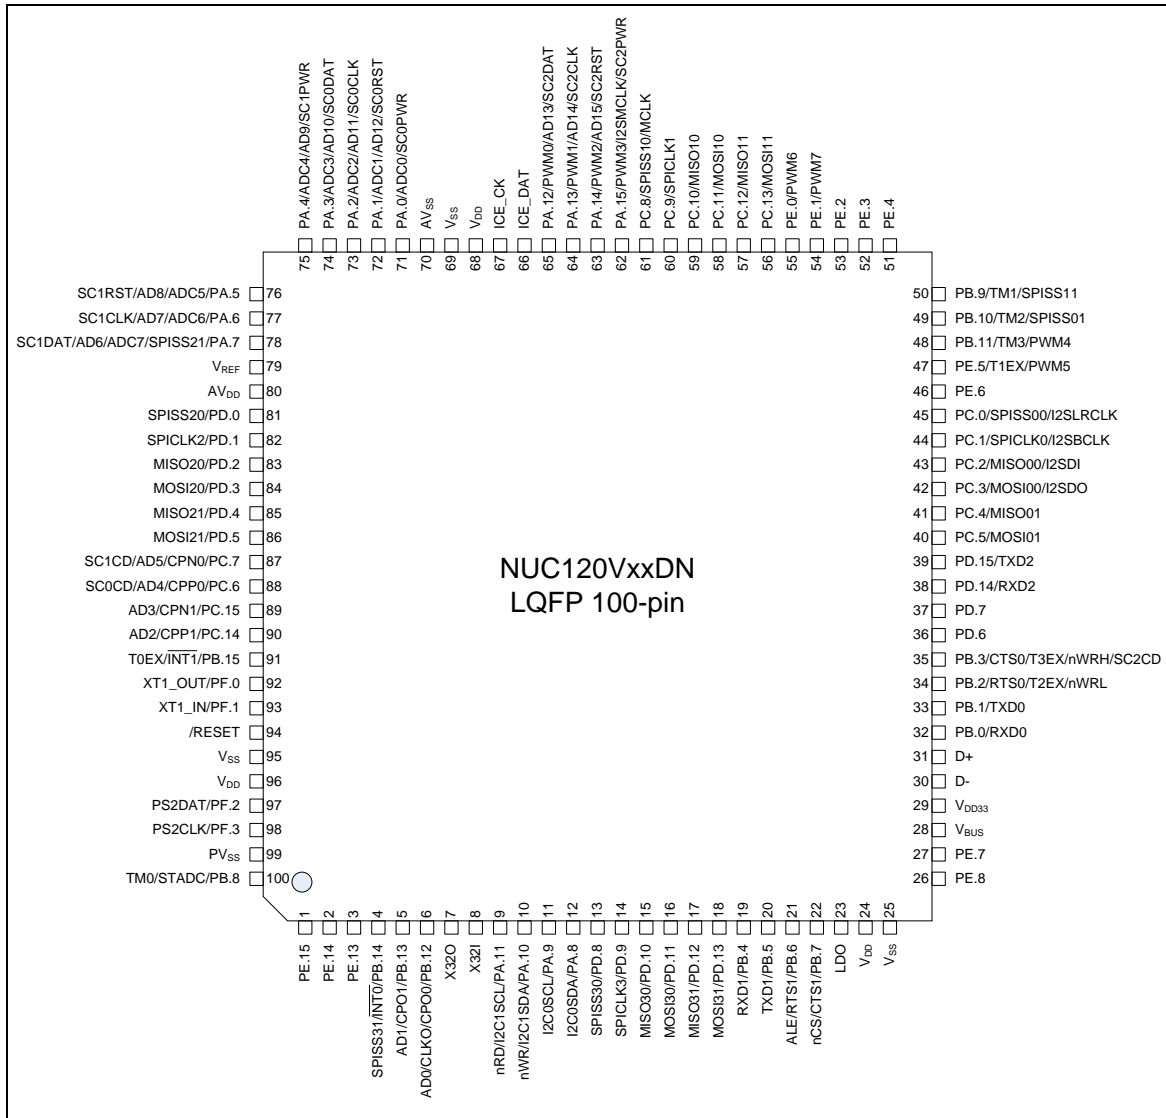 PA.4/ADC4/AD9/SC1PWR
PA.3/ADC3/AD10/SC0DAT
PA.2/ADC2/AD11/SC0CLK
PA.1/ADC1/AD12/SC0RST
PA.0/ADC0/SC0PWR
AVSS
VSS
VDD
ICE_CK
ICE_DAT
PA.12/PWM0/AD13/SC2DAT
PA.13/PWM1/AD14/SC2CLK
PA.14/PWM2/AD15/SC2RST
PA.15/PWM3/I2SMCLK/SC2PWR
PC.8/SPISS10/MCLK
PC.9/SPICLK1
PC.10/MISO10
PC.11/MOSI10
PC.12/MISO11
PC.13/MOSI11
PE.0/PWM6
PE.1/PWM7
PE.2
PE.3
PE.4
75 74 73 72 71 70 69 68 67 66 65 64 63 62 61 60 59 58 57 56 55 54 53 52 51
SC1RST/AD8/ADC5/PA.5 76
SC1CLK/AD7/ADC6/PA.6 77
SC1DAT/AD6/ADC7/SPISS21/PA.7 78
VREF 79
AVDD 80
SPISS20/PD.0 81
SPICLK2/PD.1 82
MISO20/PD.2 83
MOSI20/PD.3 84
MISO21/PD.4 85
MOSI21/PD.5 86
SC1CD/AD5/CPN0/PC.7 87
SC0CD/AD4/CPP0/PC.6 88
AD3/CPN1/PC.15 89
AD2/CPP1/PC.14 90
T0EX/INT1/PB.15 91
XT1_OUT/PF.0 92
XT1_IN/PF.1 93
/RESET 94
VSS 95
VDD 96
PS2DAT/PF.2 97
PS2CLK/PF.3 98
PVSS 99
TM0/STADC/PB.8 100
NUC120VxxDN
LQFP 100-pin
50 PB.9/TM1/SPISS11
49 PB.10/TM2/SPISS01
48 PB.11/TM3/PWM4
47 PE.5/T1EX/PWM5
46 PE.6
45 PC.0/SPISS00/I2SLRCLK
44 PC.1/SPICLK0/I2SBCLK
43 PC.2/MISO00/I2SDI
42 PC.3/MOSI00/I2SDO
41 PC.4/MISO01
40 PC.5/MOSI01
39 PD.15/TXD2
38 PD.14/RXD2
37 PD.7
36 PD.6
35 PB.3/CTS0/T3EX/nWRH/SC2CD
34 PB.2/RTS0/T2EX/nWRL
33 PB.1/TXD0
32 PB.0/RXD0
31 D+
30 D-
29 VDD33
28 VBUS
27 PE.7
26 PE.8
1 2 3 4 5 6 7 8 9 10 11 12 13 14 15 16 17 18 19 20 21 22 23 24 25
PE.15
PE.14
PE.13
SPISS31/INT0/PB.14
AD1/CPO1/PB.13
AD0/CLKO/CPO0/PB.12
X32O
X32I
nRD/I2C1SCL/PA.11
nWR/I2C1SDA/PA.10
I2C0SCL/PA.9
I2C0SDA/PA.8
SPISS30/PD.8
SPICLK3/PD.9
MISO30/PD.10
MOSI30/PD.11
MISO31/PD.12
MOSI31/PD.13
RXD1/PB.4
TXD1/PB.5
ALE/RTS1/PB.6
nCS/CTS1/PB.7
LDO
VDD
VSS